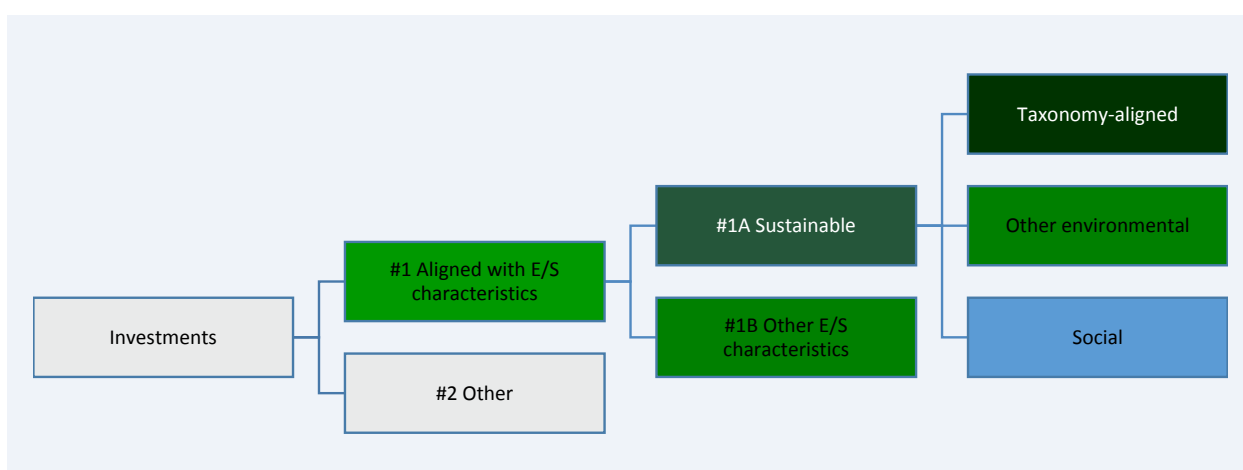 Investments
#1 Aligned with E/S
characteristics
#2 Other
#1A Sustainable
#1B Other E/S
characteristics
Taxonomy-aligned
Other environmental
Social